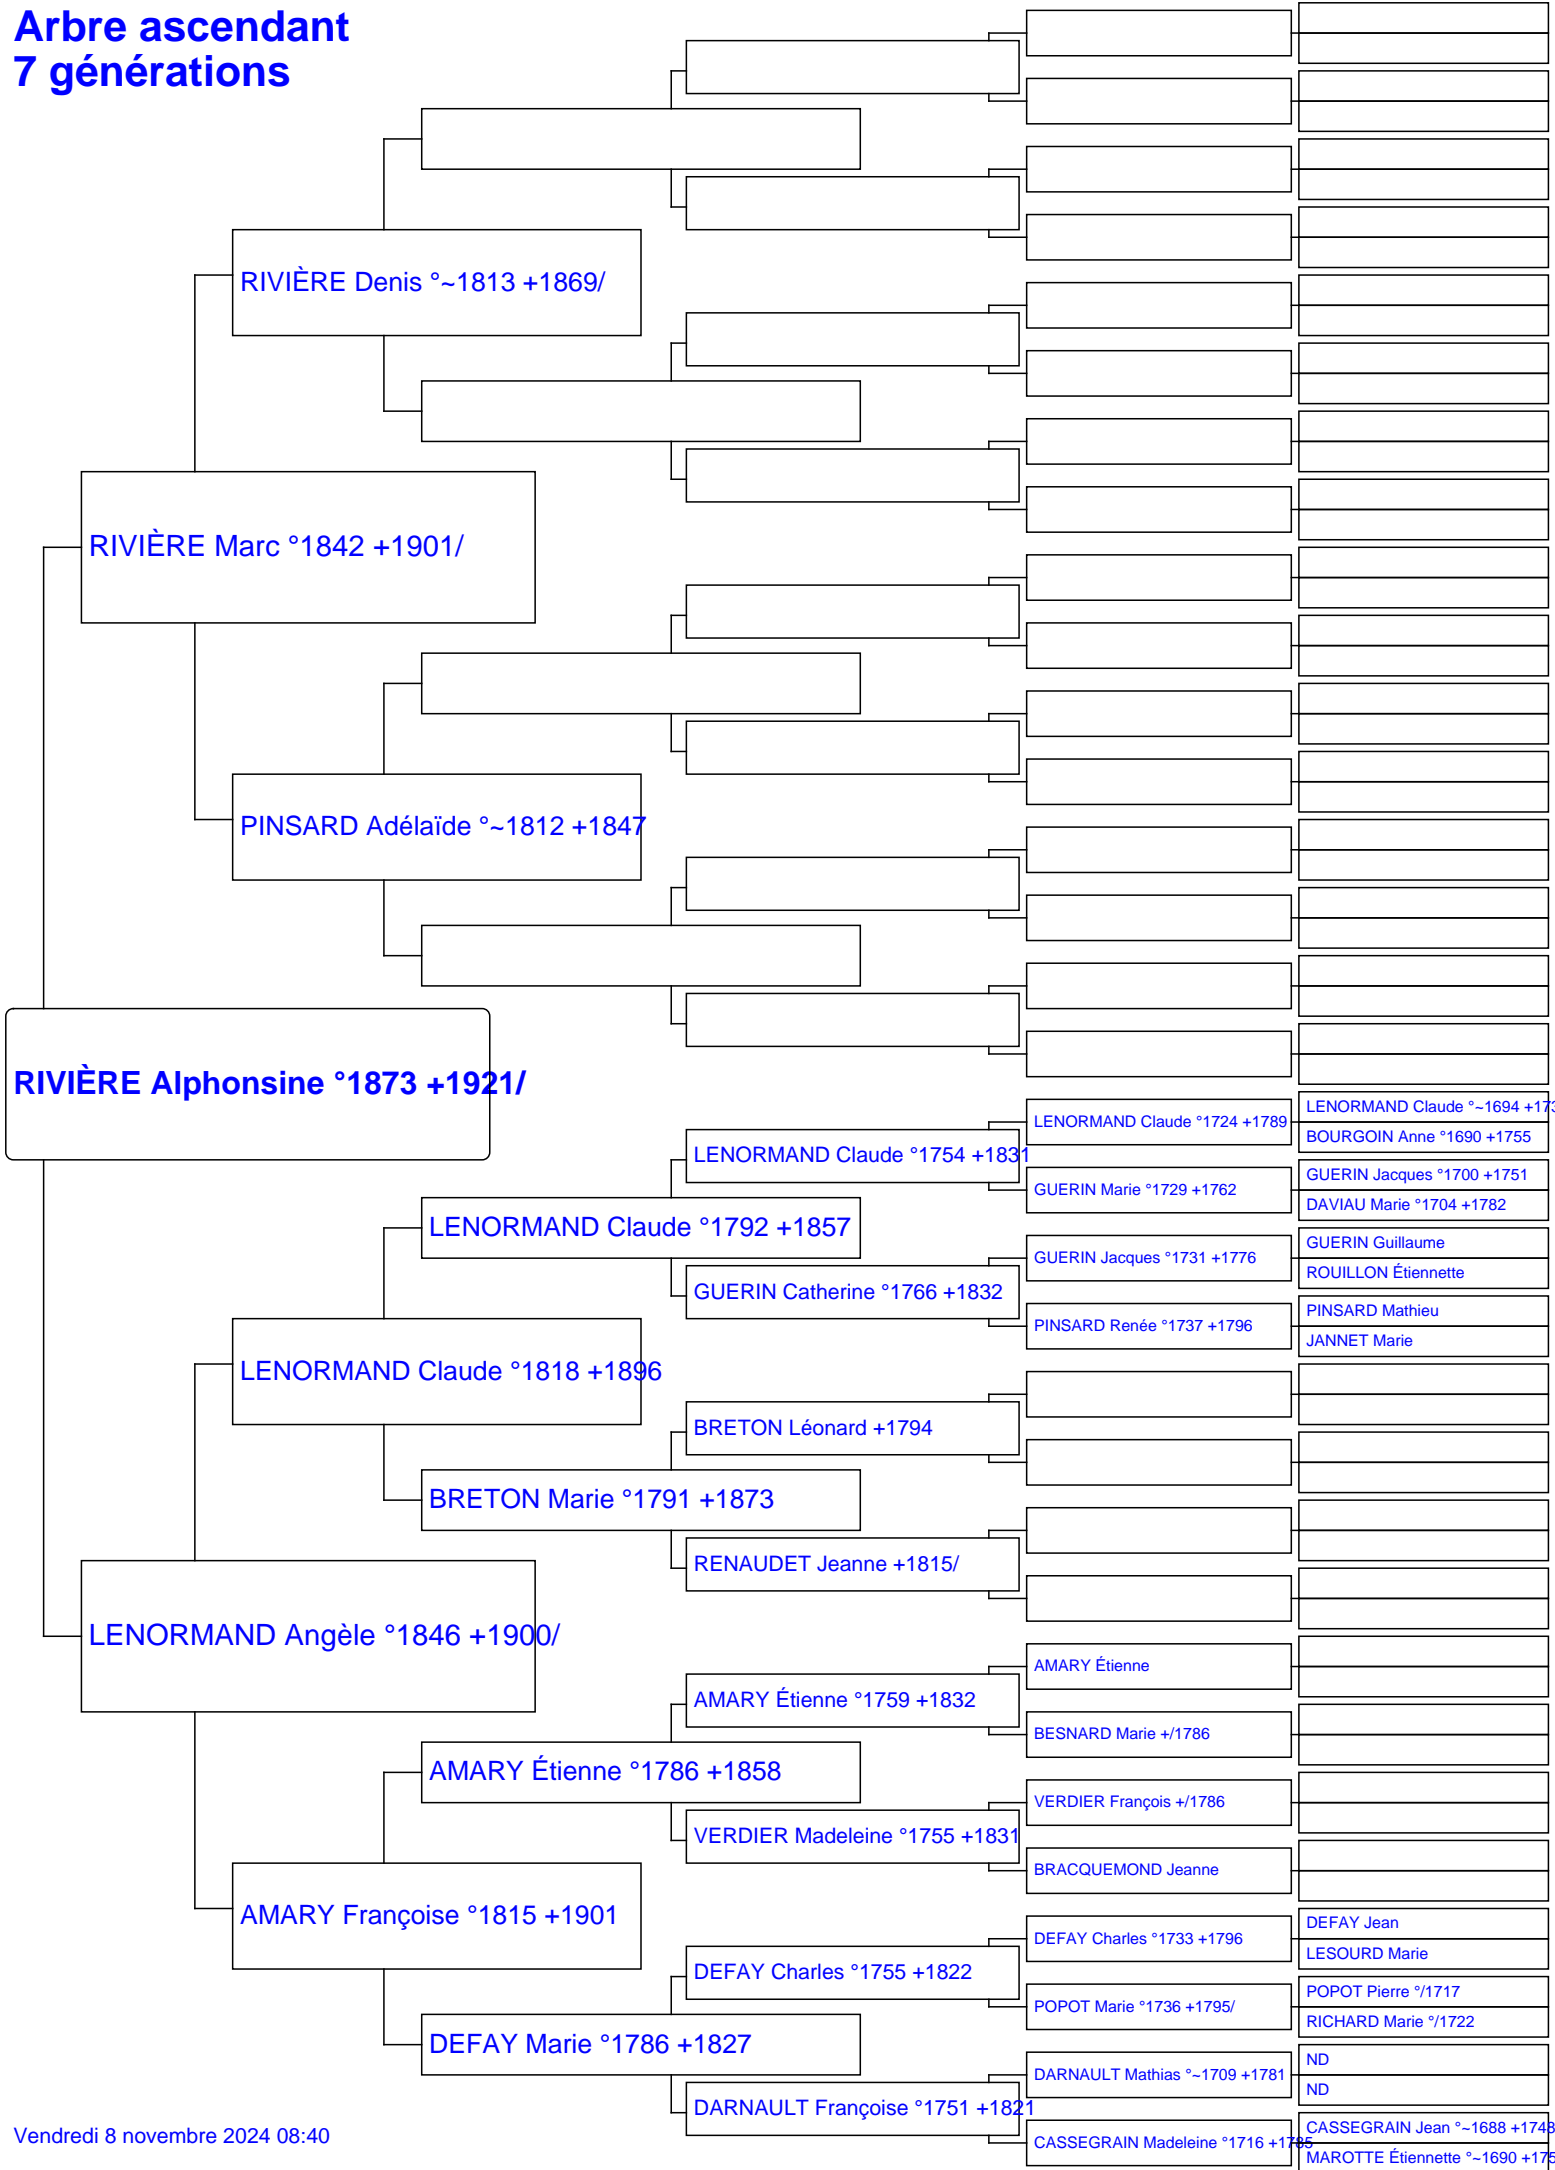 Arbre ascendant
7 générations
RIVIÈRE Denis °~1813 +1869/
RIVIÈRE Marc °1842 +1901/
PINSARD Adélaïde °~1812 +1847
RIVIÈRE Alphonsine °1873 +1921/
LENORMAND Claude °1724 +1789
LENORMAND Claude °~1694
BOURGOIN Anne °1690 +1755
LENORMAND Claude °1754 +1831
GUERIN Marie °1729 +1762
GUERIN Jacques °1700 +1751
DAVIAU Marie °1704 +1782
LENORMAND Claude °1792 +1857
GUERIN Jacques °1731 +1776
GUERIN Guillaume
ROUILLON Étiennette
GUERIN Catherine °1766 +1832
PINSARD Renée °1737 +1796
PINSARD Mathieu
JANNET Marie
LENORMAND Claude °1818 +1896
BRETON Léonard +1794
BRETON Marie °1791 +1873
RENAUDET Jeanne +1815/
LENORMAND Angèle °1846 +1900/
AMARY Étienne
AMARY Étienne °1759 +1832
BESNARD Marie +/1786
AMARY Étienne °1786 +1858
VERDIER François +/1786
VERDIER Madeleine °1755 +1831
BRACQUEMOND Jeanne
AMARY Françoise °1815 +1901
DEFAY Charles °1733 +1796
DEFAY Jean
LESOURD Marie
DEFAY Charles °1755 +1822
POPOT Marie °1736 +1795/
POPOT Pierre °/1717
RICHARD Marie °/1722
DEFAY Marie °1786 +1827
DARNAULT Mathias °~1709 +1781
ND
ND
DARNAULT Françoise °1751 +1821
CASSEGRAIN Madeleine °1716 +1785
CASSEGRAIN Jean °~1688 +1748
MAROTTE Étiennette °~1690
Vendredi 8 novembre 2024 08:40